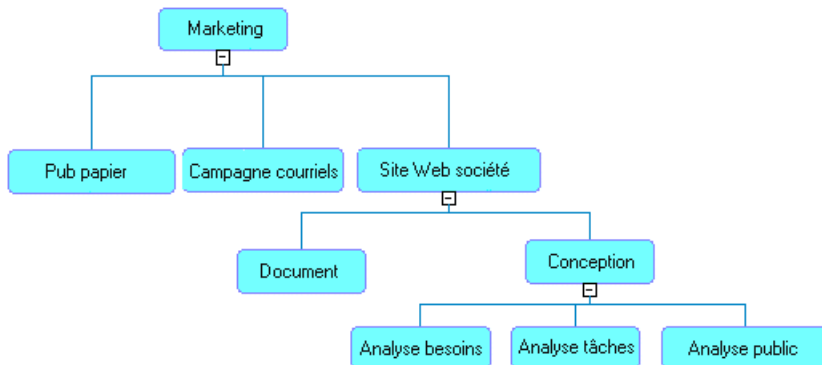 Marketing
Pub papier
Campagne courriels
Site Web société
Document
Conception
Analyse besoins
Analyse tâches
Analyse public